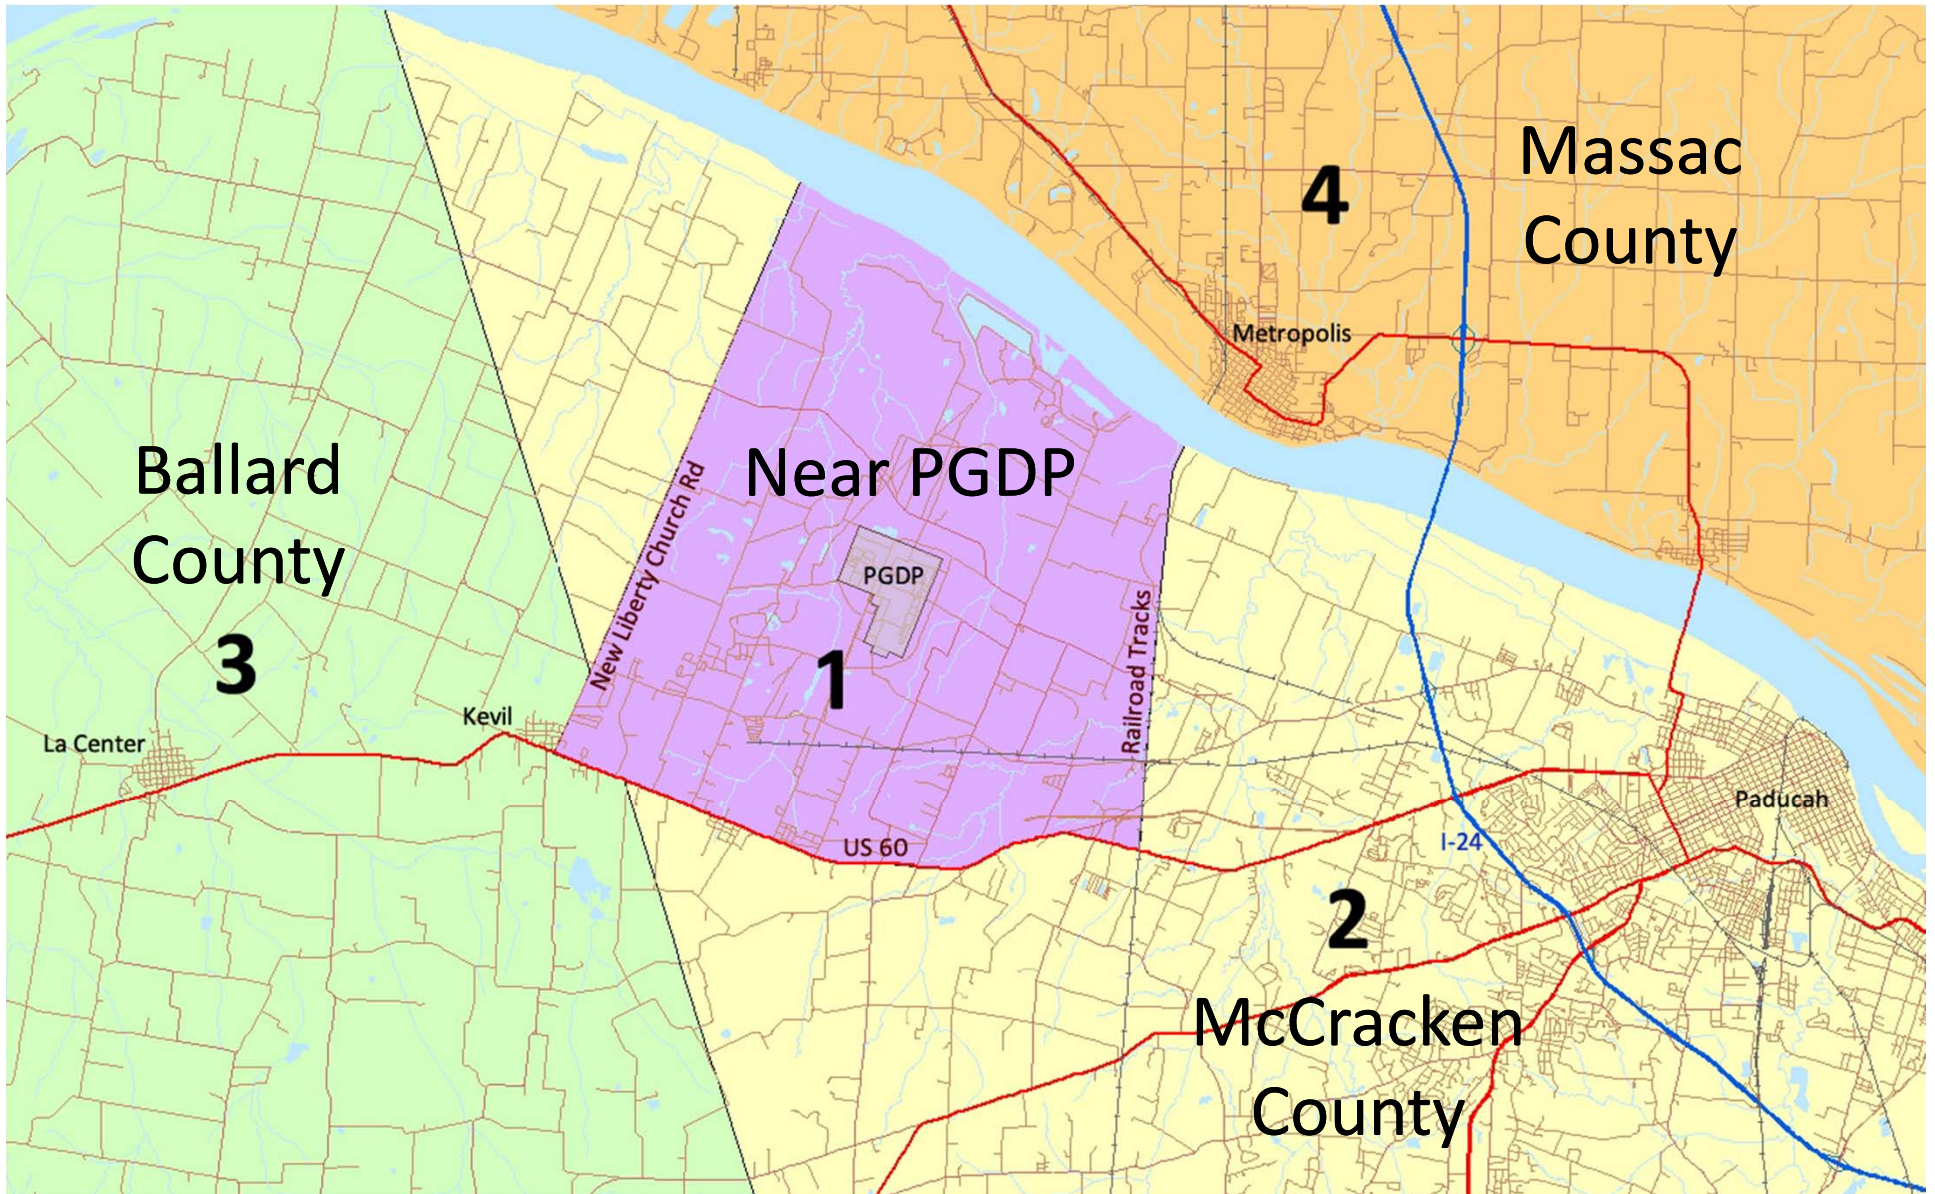 Massac
County
4
Metropolis
Ballard
County
3
Near PGDP
New Liberty Church Rd
PGDP
1
Railroad Tracks
Kevil
La Center
US 60
Paducah
I-24
2
McCracken
County